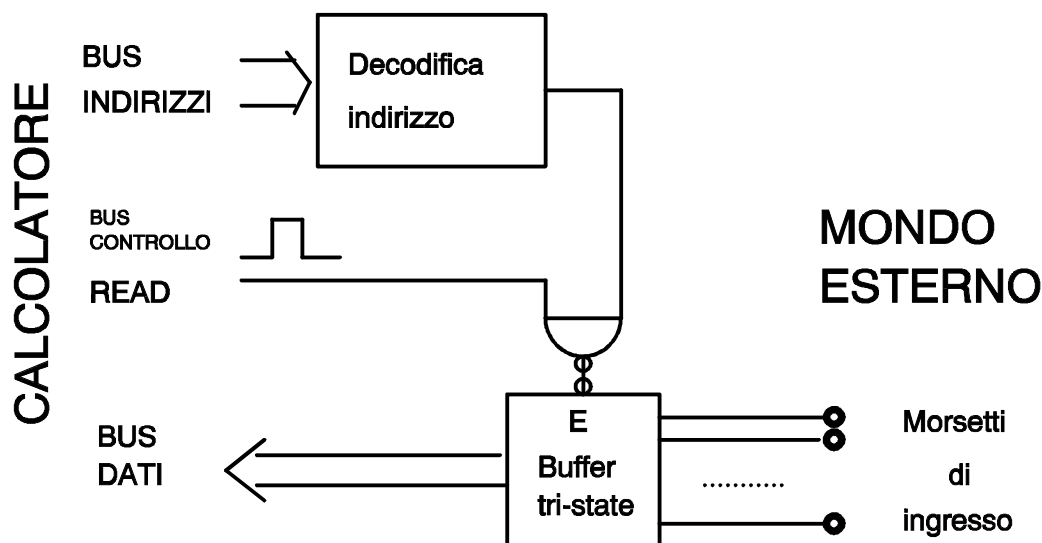 CALCOLATORE
BUS
INDIRIZZI
Decodifica
indirizzo
BUS
CONTROLLO
READ
MONDO
ESTERNO
E
Buffer
tri-state
BUS
DATI
Morsetti
di
ingresso
...........